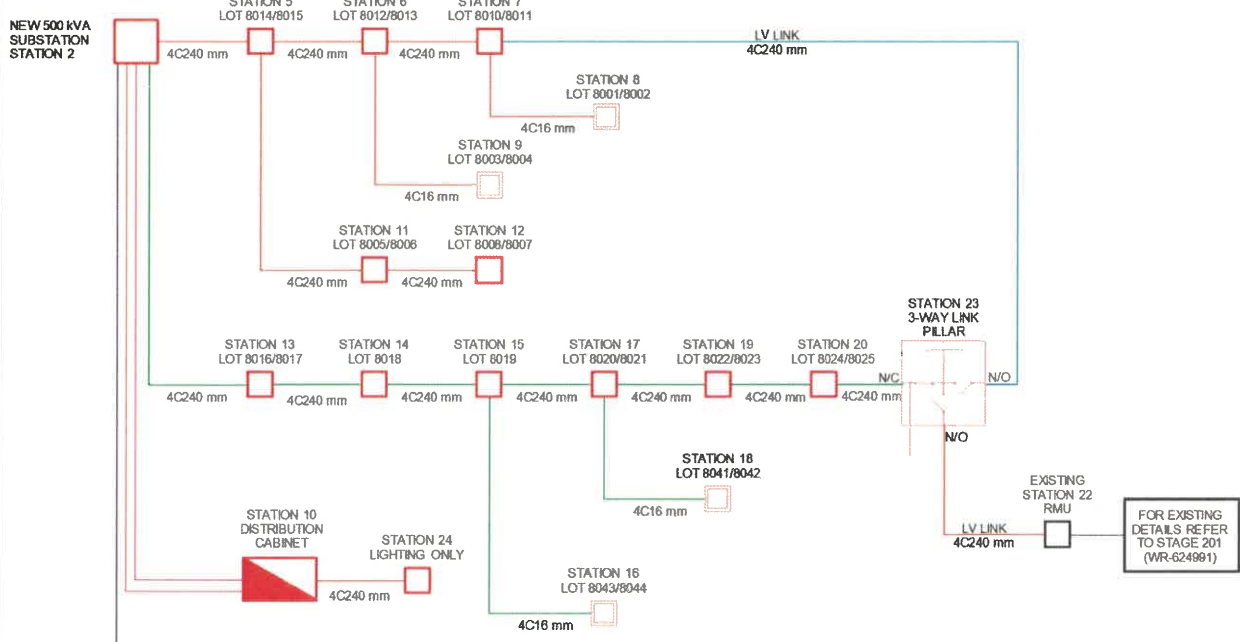 STATION 5
LOT 8014/8015
STATION 6
LOT 8012/8013
STATION 7
LOT 8010/8011
NEW 500 kVA
SUBSTATION
STATION 2
4C240 mm
4C240 mm
4C240 mm
LV LINK
4C240 mm
STATION 8
LOT 8001/8002
4C16 mm
STATION 9
LOT 8003/8004
4C16 mm
STATION 11
LOT 8005/8006
STATION 12
LOT 8008/8007
4C240 mm
4C240 mm
STATION 23
3-WAY LINK
PILLAR
STATION 13
LOT 8016/8017
STATION 14
LOT 8018
STATION 15
LOT 8019
STATION 17
LOT 8020/8021
STATION 19
LOT 8022/8023
STATION 20
LOT 8024/8025
N/C
N/O
4C240 mm
4C240 mm
4C240 mm
4C240 mm
4C240 mm
4C240 mm
4C240 mm
N/O
STATION 18
LOT 8041/8042
4C16 mm
EXISTING
STATION 22
RMU
LV LINK
4C240 mm
FOR EXISTING
DETAILS REFER
TO STAGE 201
(WR-624991)
STATION 10
DISTRIBUTION
CABINET
STATION 24
LIGHTING ONLY
4C240 mm
STATION 16
LOT 8043/8044
4C16 mm